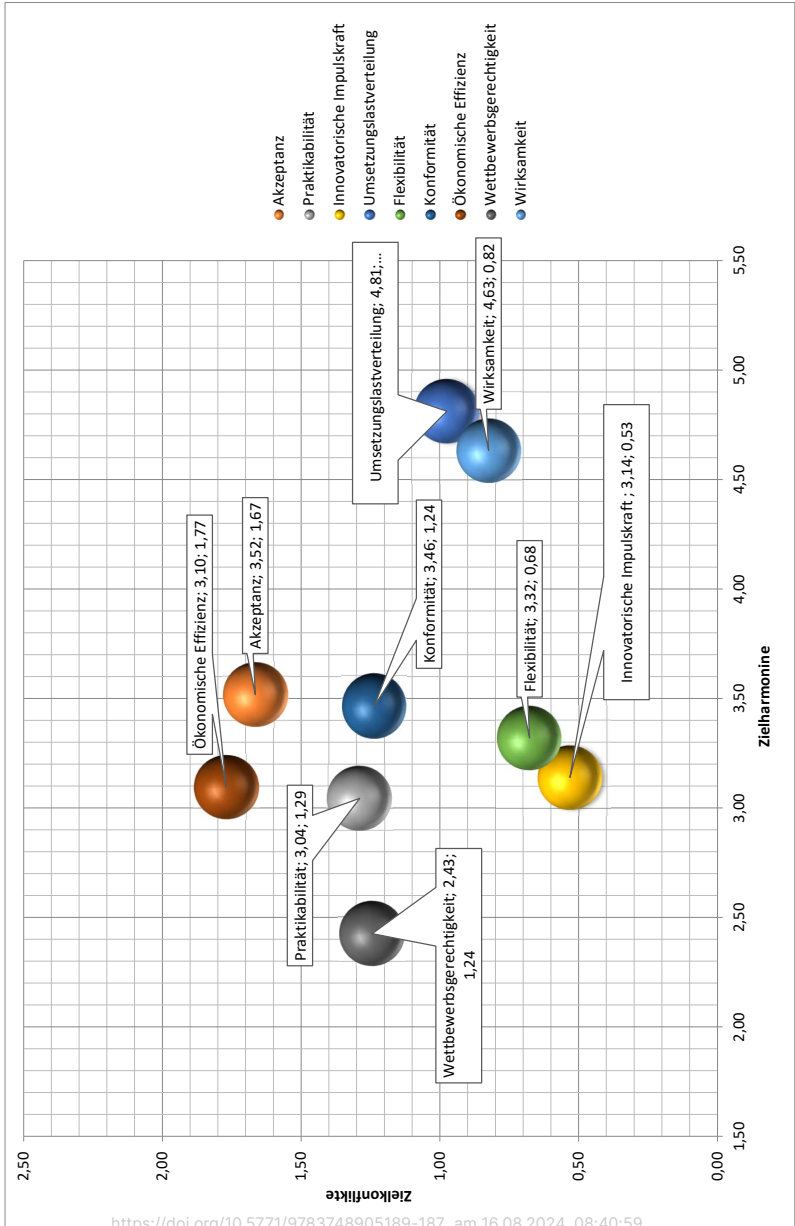 Akzeptanz
Praktikabilität
Innovatorische Impulskraft
Umsetzungslastverteilung
Flexibilität
Konformität
Ökonomische Effizienz
Wettbewerbsgerechtigkeit
Wirksamkeit
Zielkonflikte
2,50
2,00
1,50
1,00
0,50
0,00
Ökonomische Effizienz; 3,10; 1,77
Akzeptanz; 3,52; 1,67
Praktikabilität; 3,04; 1,29
Konformität; 3,46; 1,24
Wettbewerbsgerechtigkeit; 2,43;
1,24
Umsetzungslastverteilung; 4,81;...
Wirksamkeit; 4,63; 0,82
Flexibilität; 3,32; 0,68
Innovatorische Impulskraft ; 3,14; 0,53
1,50
2,00
2,50
3,00
3,50
4,00
4,50
5,00
5,50
Zielharmonine
https://doi.org/10.5771/9783748905189-187, am 16.08.2024, 08:40:59